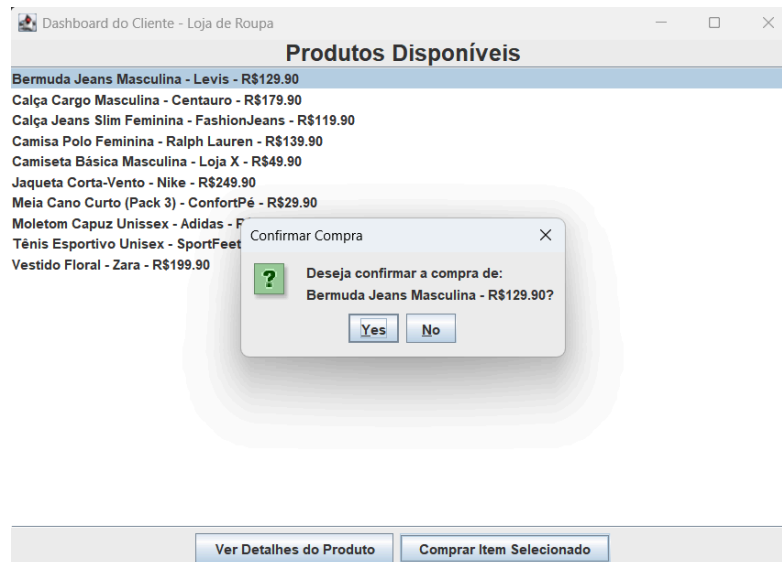 Dashboard do Cliente - Loja de Roupa
Produtos Disponíveis
Bermuda Jeans Masculina - Levis - R$129.90
Calça Cargo Masculina - Centauro - R$179.90
Calça Jeans Slim Feminina - FashionJeans - R$119.90
Camisa Polo Feminina - Ralph Lauren - R$139.90
Camiseta Básica Masculina - Loja X - R$49.90
Jaqueta Corta-Vento - Nike - R$249.90
Meia Cano Curto (Pack 3) - ConfortPé - R$29.90
Moletom Capuz Unissex - Adidas -
Tênis Esportivo Unisex - SportFeet
Vestido Floral - Zara - R$199.90
Confirmar Compra
Deseja confirmar a compra de:
Bermuda Jeans Masculina - R$129.90?
Yes No
Ver Detalhes do Produto Comprar Item Selecionado